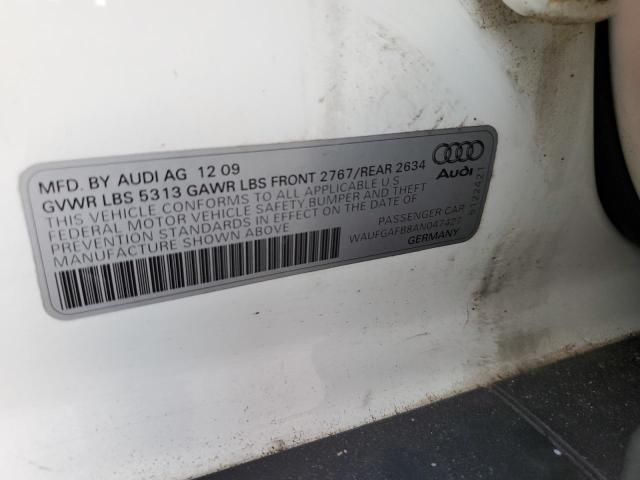 MFD. BY AUDI AG 12 09
GVWR LBS 5313 GAWR LBS FRONT 2767/REAR 2634
THIS VEHICLE CONFORMS TO ALL APPLICABLE U S
FEDERAL MOTOR VEHICLE SAFETY BUMPER AND THEFT
PREVENTION STANDARDS IN EFFECT ON THE DATE OF
MANUFACTURE SHOWN ABOVE
PASSENGER CAR
WAUFGAFB8AN047427
GERMANY
Audi